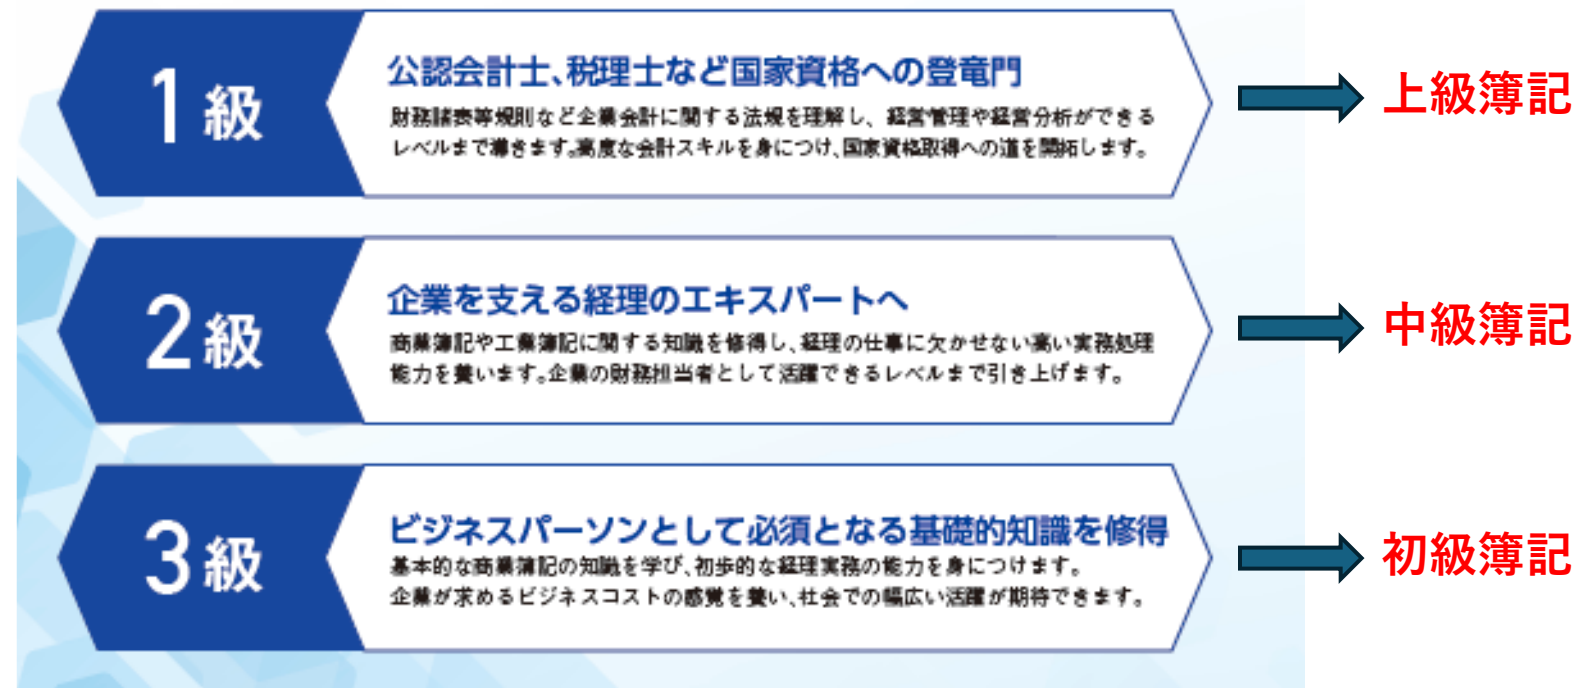 1級
公認会計士、税理士など国家資格への登竜門
財務諸表等規則など企業会計に関する法規を理解し、経営管理や経営分析ができる
レベルまで導きます。高度な会計スキルを身につけ、国家資格取得への道を開拓します。
上級簿記
2級
企業を支える経理のエキスパートへ
商業簿記や工業簿記に関する知識を修得し、経理の仕事に欠かせない高い実務処理
能力を養います。企業の財務担当者として活躍できるレベルまで引き上げます。
中級簿記
3級
ビジネスパーソンとして必須となる基礎的知識を修得
基本的な商業簿記の知識を学び、初歩的な経理実務の能力を身につけます。
企業が求めるビジネスコストの感覚を養い、社会での幅広い活躍が期待できます。
初級簿記